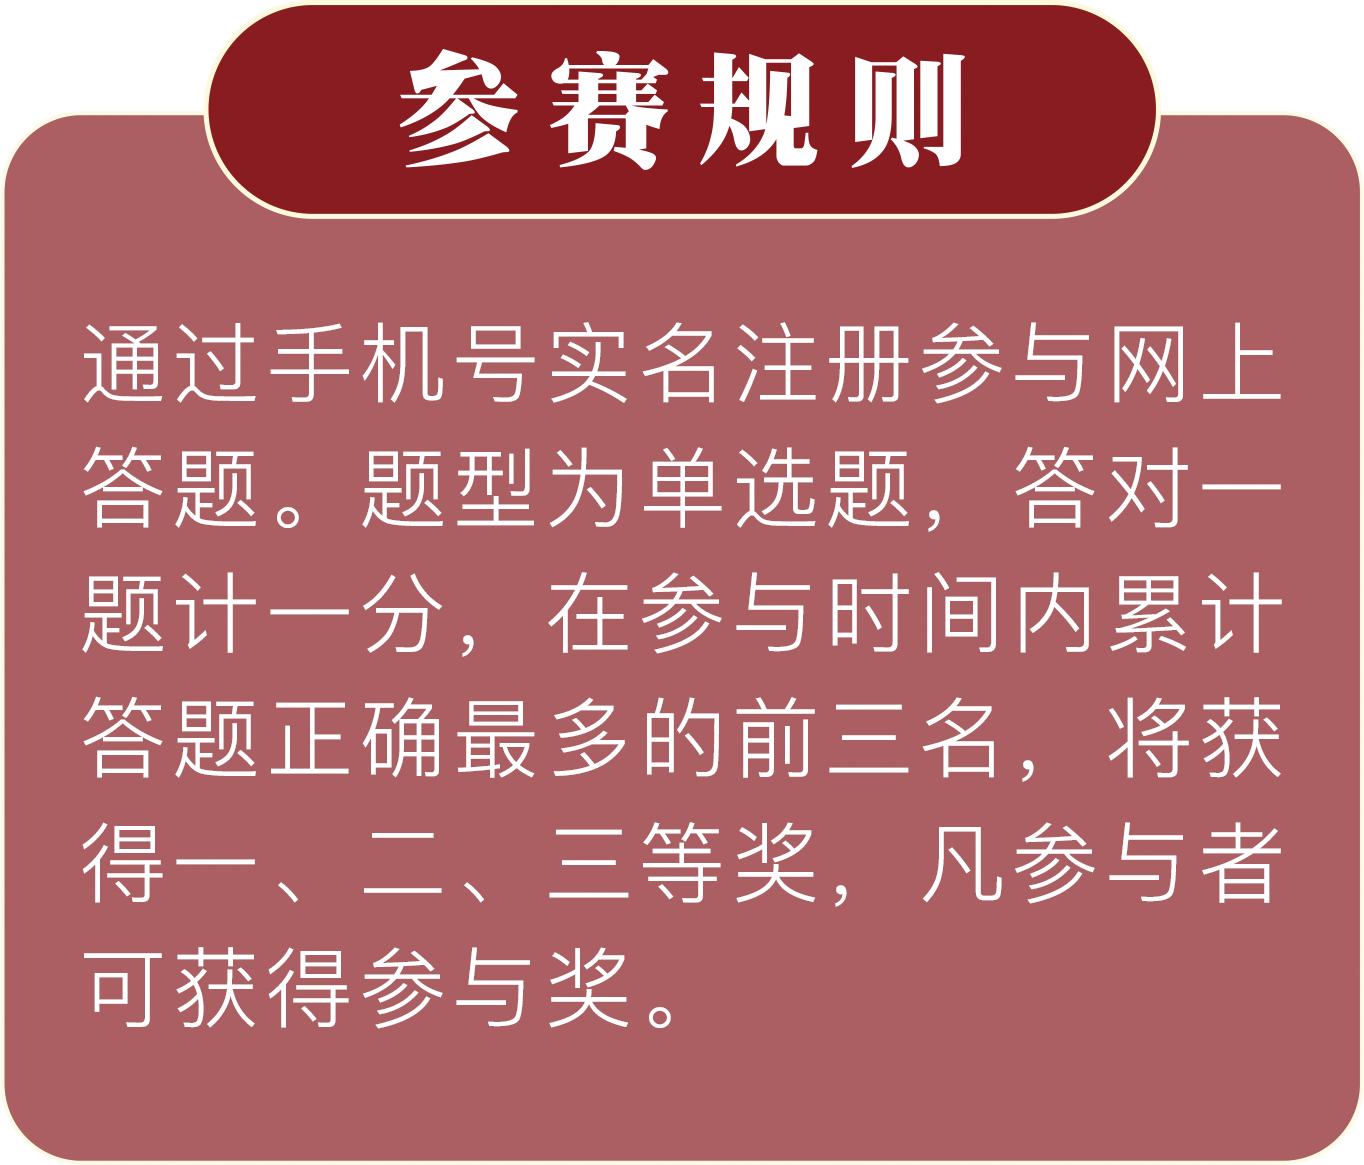 参赛规则
通过手机号实名注册参与网上
答题。题型为单选题，答对一
题计一分，在参与时间内累计
答题正确最多的前三名，将获
得一、二、三等奖，凡参与者
可获得参与奖。